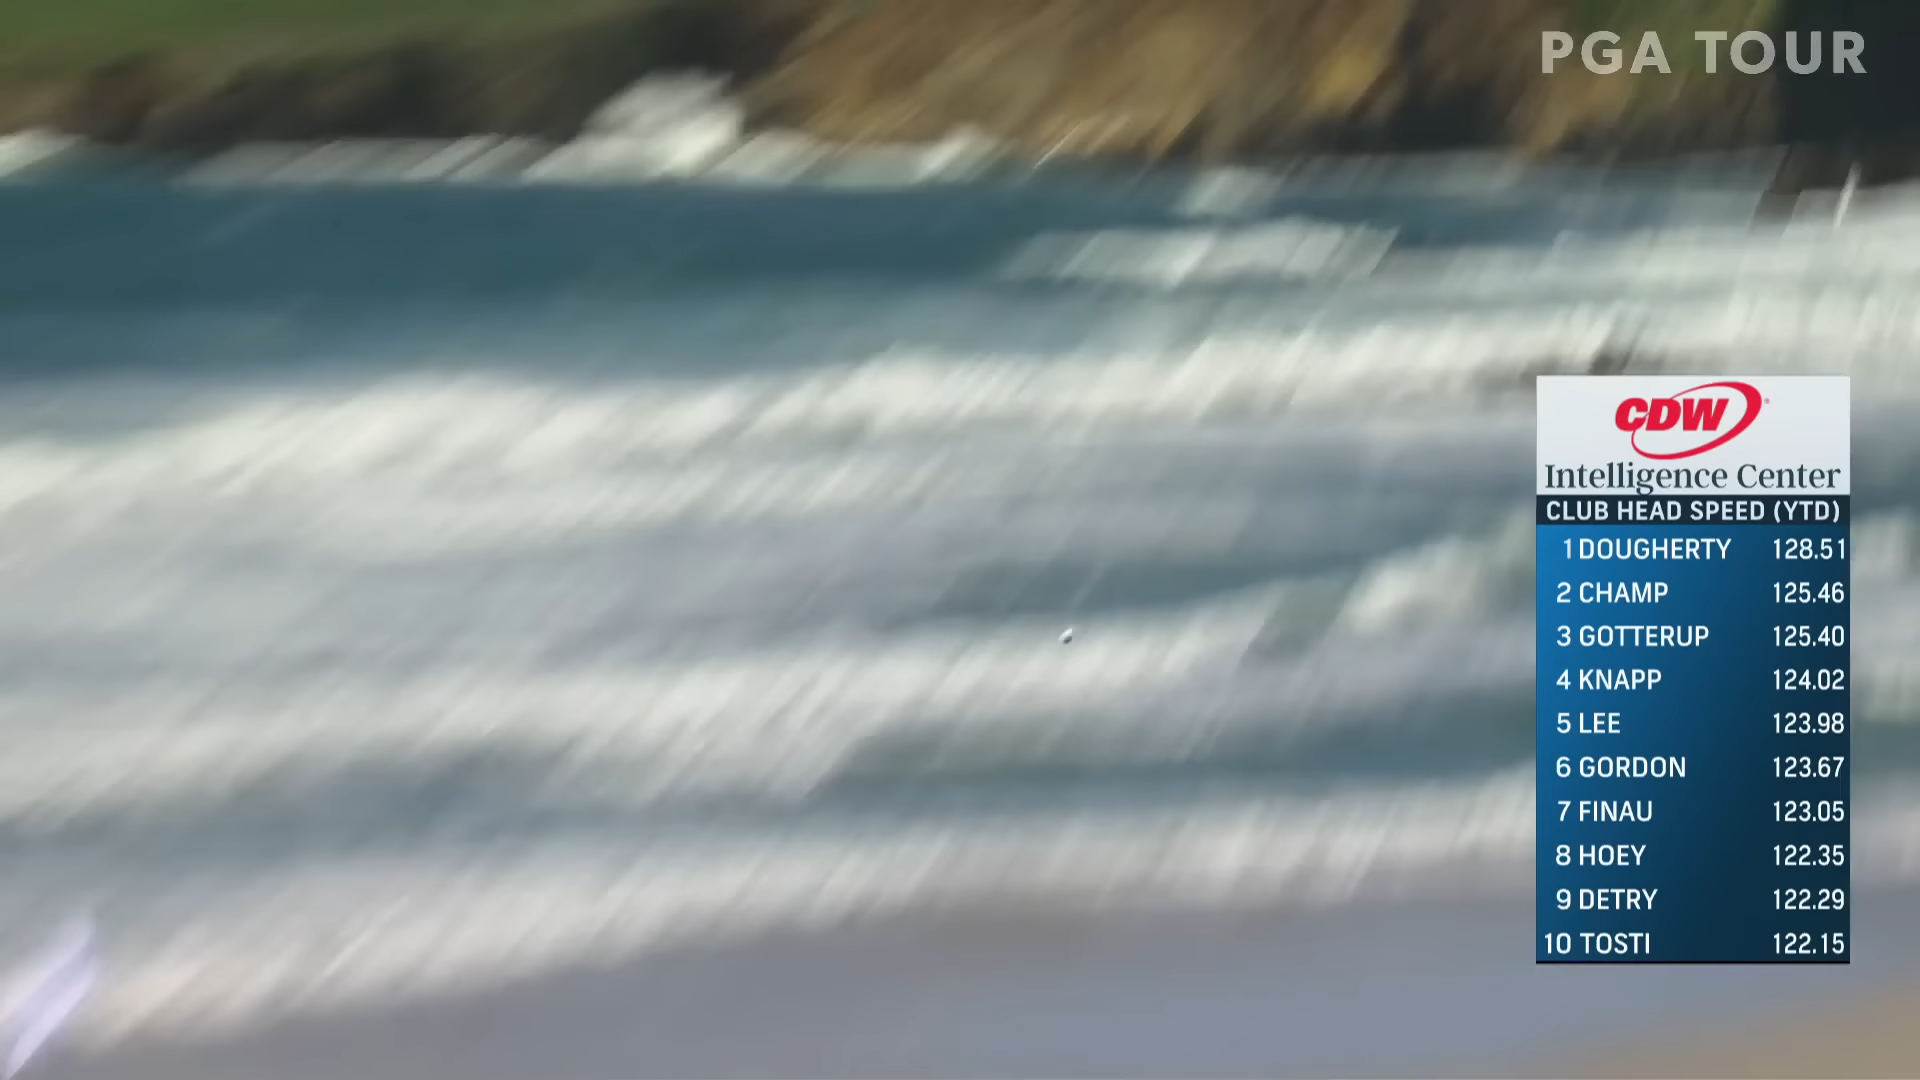 PGA TOUR
CDW
Intelligence Center
CLUB HEAD SPEED (YTD)
1 DOUGHERTY 128.51
2 CHAMP 125.46
3 GOTTERUP 125.40
4 KNAPP 124.02
5 LEE 123.98
6 GORDON 123.67
7 FINAU 123.05
8 HOEY 122.35
9 DETRY 122.29
10 TOSTI 122.15